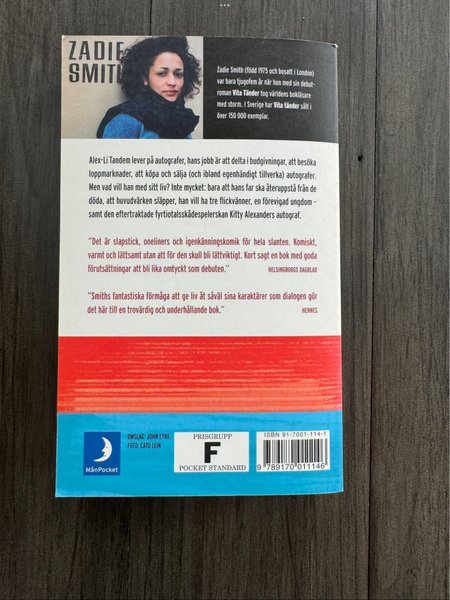 ZADIE
SMITH
Zadie Smith (född 1975 och bosatt i London)
var bara tjugofem år när hon med sin debut-
roman Vita Tänder tog världens bokläsare
med storm. I Sverige har Vita tänder sålt i
över 150 000 exemplar.
Alex-Li Tandem lever på autografer, hans jobb är att delta i budgivningar, att besöka
loppmarknader, att köpa och sälja (och ibland egenhändigt tillverka) autografer.
Men vad vill han med sitt liv? Inte mycket: bara att hans far ska återuppstå från de
döda, att huvudvärken släpper, han vill ha tre flickvänner, en förevigad ungdom –
samt den eftertraktade fyrtiotalsskådespelerskan Kitty Alexanders autograf.
"Det är slapstick, oneliners och igenkänningskomik för hela slanten. Komiskt,
varmt och lättsamt utan att för den skull bli lättviktigt. Kort sagt en bok med goda
förutsättningar att bli lika omtyckt som debuten."
HELSINGBORGS DAGBLAD
"Smiths fantastiska förmåga att ge liv åt såväl sina karaktärer som dialogen gör
det här till en trovärdig och underhållande bok."
HENNES
MånPocket
OMSLAG: JOHN EYRE
FOTO: CATO LEIN
PRISGRUPP
F
POCKET STANDARD
ISBN 91-7001-114-1
9 789170 011146